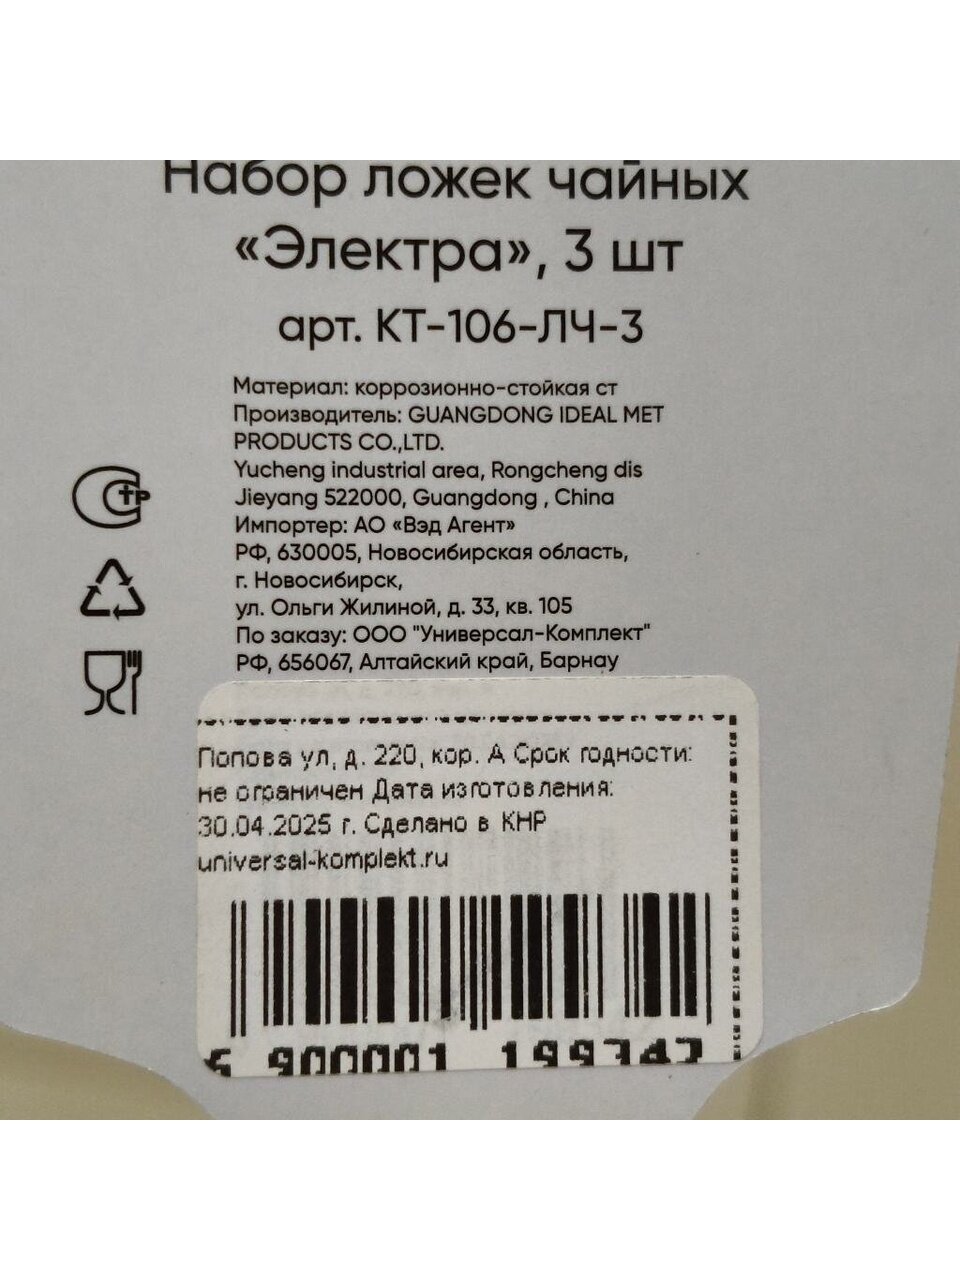 Набор ложек чайных
«Электра», 3 шт
арт. КТ-106-ЛЧ-3
Материал: коррозионно-стойкая ст
Производитель: GUANGDONG IDEAL MET
PRODUCTS CO.,LTD.
Yucheng industrial area, Rongcheng dis
Jieyang 522000, Guangdong , China
Импортер: АО «Вэд Агент»
РФ, 630005, Новосибирская область,
г. Новосибирск,
ул. Ольги Жилиной, д. 33, кв. 105
По заказу: ООО "Универсал-Комплект"
РФ, 656067, Алтайский край, Барнау
Попова ул, д. 220, кор. А Срок годности:
не ограничен Дата изготовления:
30.04.2025 г. Сделано в КНР
universal-komplekt.ru
900001
СТР